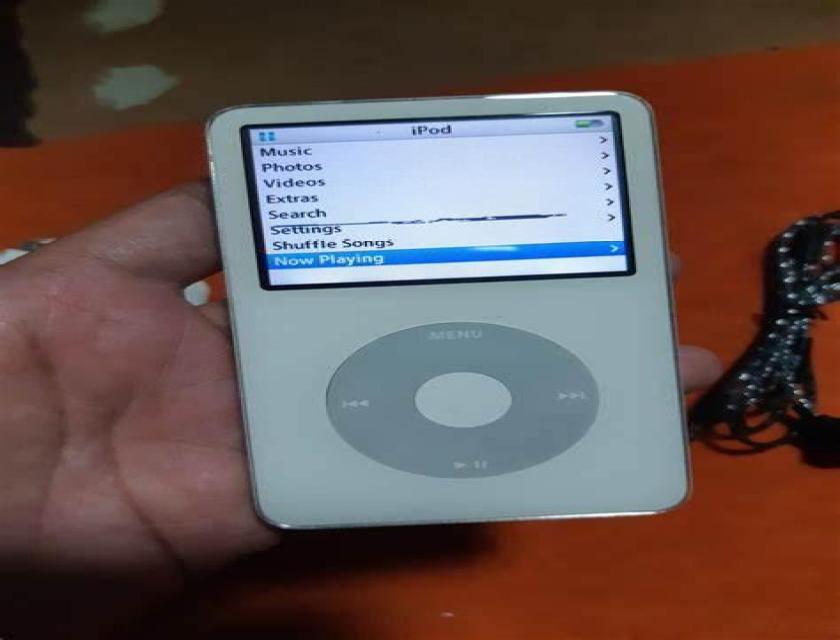 iPod
Music
Photos
Videos
Extras
Search
Settings
Shuffle Songs
Now Playing
MENU